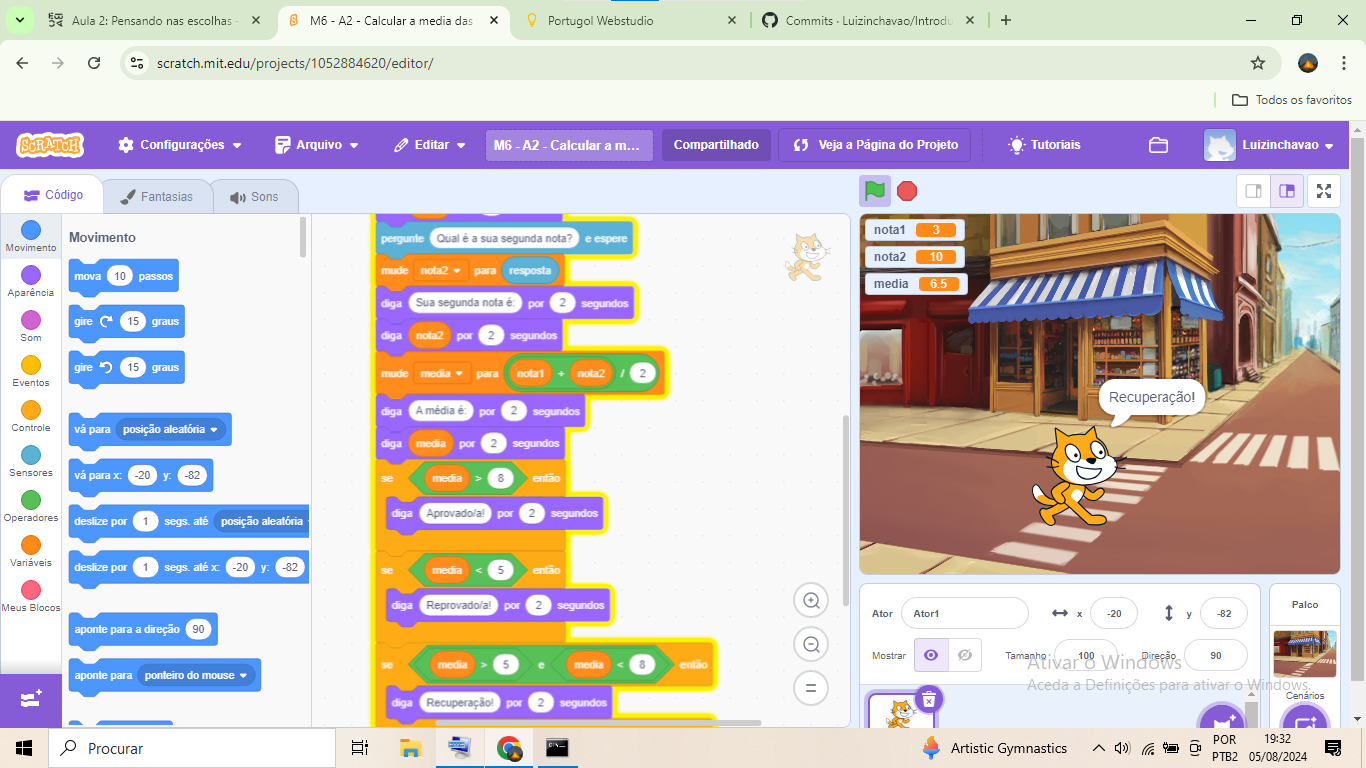 Aula 2: Pensando nas escolhas -
M6 - A2 - Calcular a media das
Portugol Webstudio
Commits · Luizinchavao/Introdu
scratch.mit.edu/projects/1052884620/editor/
Todos os favoritos
SCRATCH
Configurações
Arquivo
Editar
M6 - A2 - Calcular a m...
Compartilhado
Veja a Página do Projeto
Tutoriais
Luizinchavao
Código
Fantasias
Sons
Movimento
Aparência
Som
Eventos
Controle
Sensores
Operadores
Variáveis
Meus Blocos
Movimento
mova 10 passos
gire 15 graus
gire 15 graus
vá para posição aleatória
vá para x: -20 y: -82
deslize por 1 segs. até posição aleatória
deslize por 1 segs. até x: -20 y: -82
aponte para a direção 90
aponte para ponteiro do mouse
pergunte Qual é a sua segunda nota? e espere
mude nota2 para resposta
diga Sua segunda nota é: por 2 segundos
diga nota2 por 2 segundos
mude media para nota1 + nota2 / 2
diga A média é: por 2 segundos
diga media por 2 segundos
se media > 8 então
diga Aprovado/a! por 2 segundos
se media < 5 então
diga Reprovado/a! por 2 segundos
se media > 5 e media < 8 então
diga Recuperação! por 2 segundos
nota1 3
nota2 10
media 6.5
Recuperação!
Ator Ator1 x -20 y -82
Mostrar Tamanho 100 Direção 90
Palco
Cenários
Ativar o Windows
Aceda a Definições para ativar o Windows.
Procurar
Artistic Gymnastics
POR
PTB2
19:32
05/08/2024